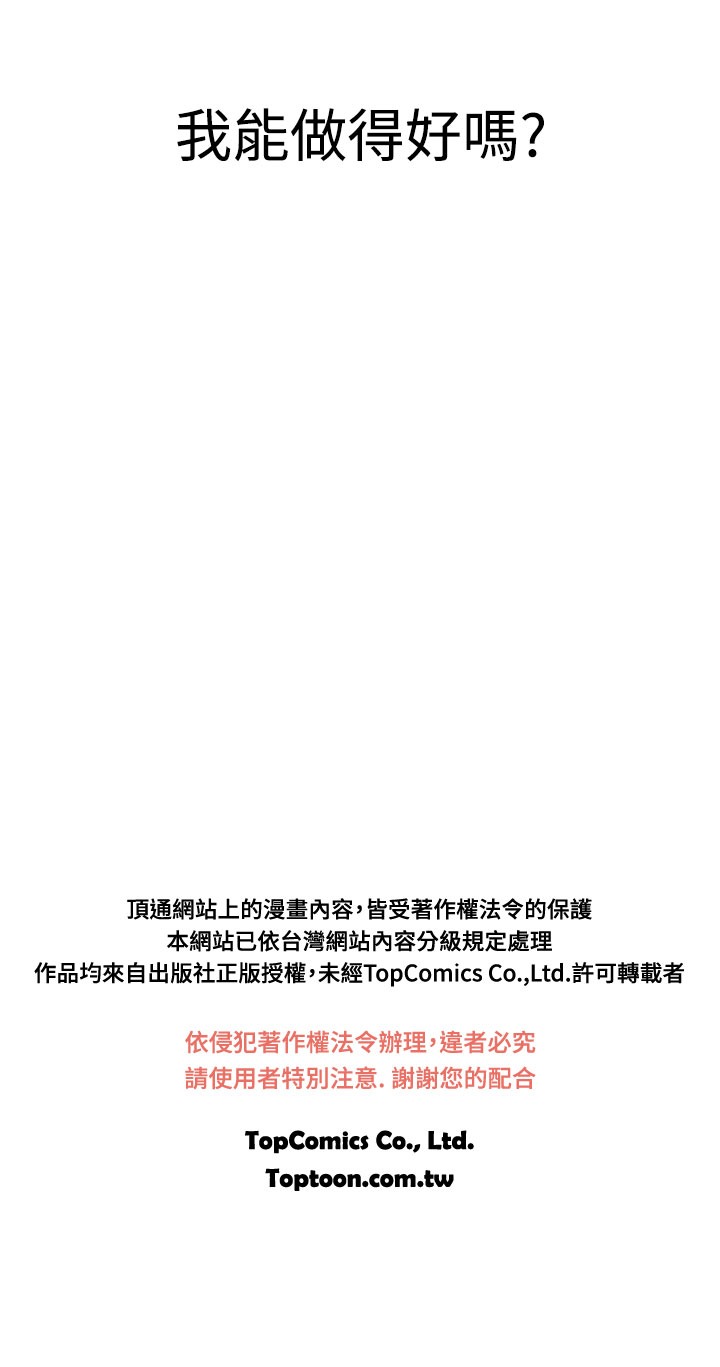 我能做得好嗎?
頂通網站上的漫畫內容,皆受著作權法令的保護
本網站已依台灣網站內容分級規定處理
作品均來自出版社正版授權,未經TopComics Co.,Ltd.許可轉載者
依侵犯著作權法令辦理,違者必究
請使用者特別注意. 謝謝您的配合
TopComics Co., Ltd.
Toptoon.com.tw